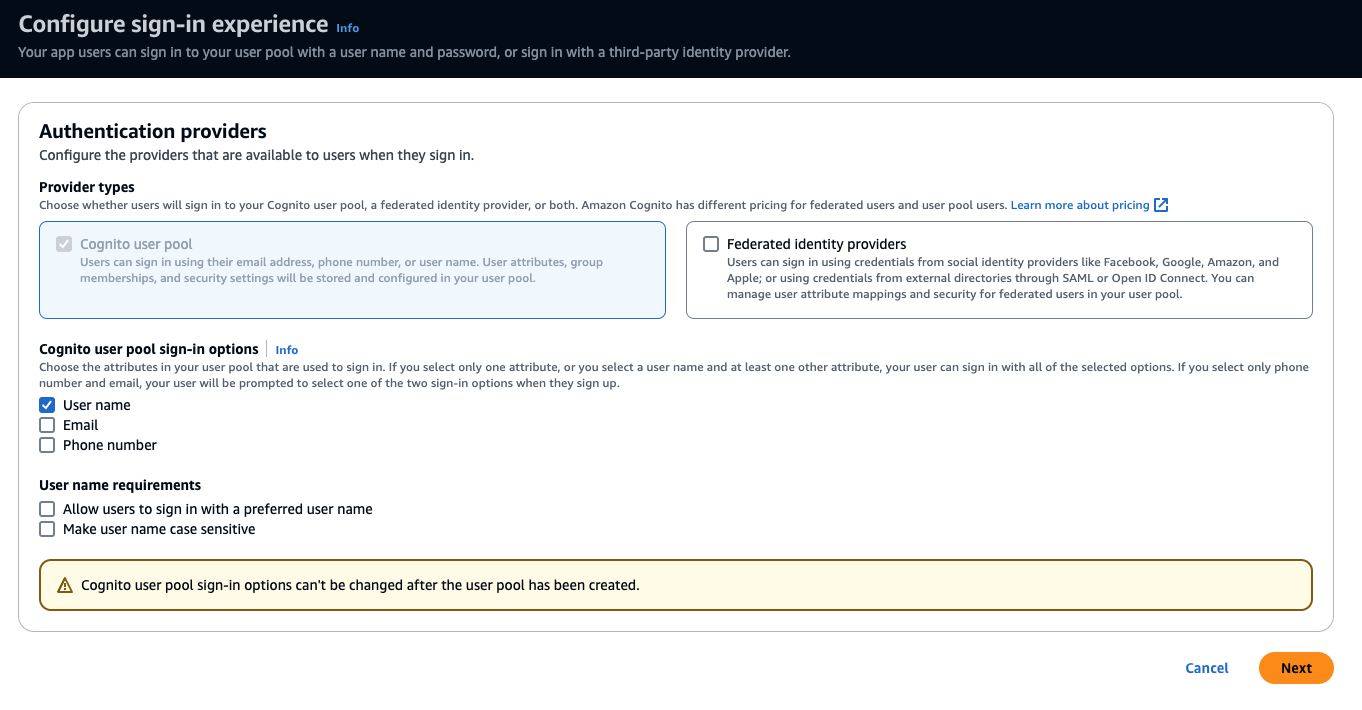 Configure sign-in experience Info
Your app users can sign in to your user pool with a user name and password, or sign in with a third-party identity provider.
Authentication providers
Configure the providers that are available to users when they sign in.
Provider types
Choose whether users will sign in to your Cognito user pool, a federated identity provider, or both. Amazon Cognito has different pricing for federated users and user pool users. Learn more about pricing
Cognito user pool
Users can sign in using their email address, phone number, or user name. User attributes, group
memberships, and security settings will be stored and configured in your user pool.
Federated identity providers
Users can sign in using credentials from social identity providers like Facebook, Google, Amazon, and
Apple; or using credentials from external directories through SAML or Open ID Connect. You can
manage user attribute mappings and security for federated users in your user pool.
Cognito user pool sign-in options Info
Choose the attributes in your user pool that are used to sign in. If you select only one attribute, or you select a user name and at least one other attribute, your user can sign in with all of the selected options. If you select only phone
number and email, your user will be prompted to select one of the two sign-in options when they sign up.
User name
Email
Phone number
User name requirements
Allow users to sign in with a preferred user name
Make user name case sensitive
Cognito user pool sign-in options can't be changed after the user pool has been created.
Cancel Next